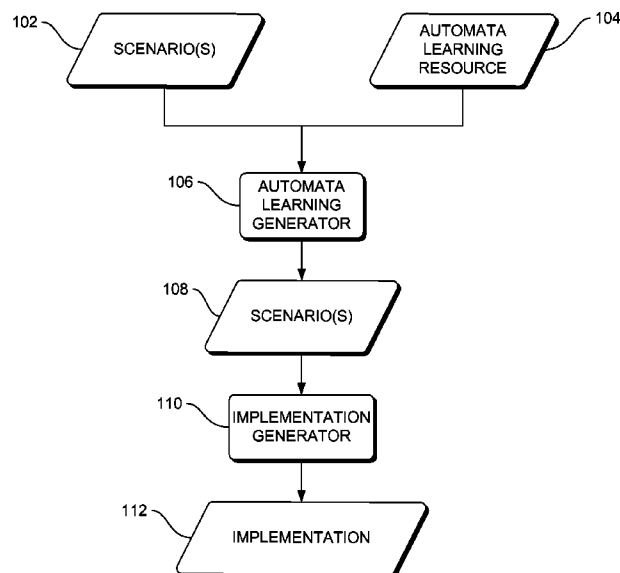 102
SCENARIO(S)
AUTOMATA
LEARNING
RESOURCE
104
106
AUTOMATA
LEARNING
GENERATOR
108
SCENARIO(S)
110
IMPLEMENTATION
GENERATOR
112
IMPLEMENTATION